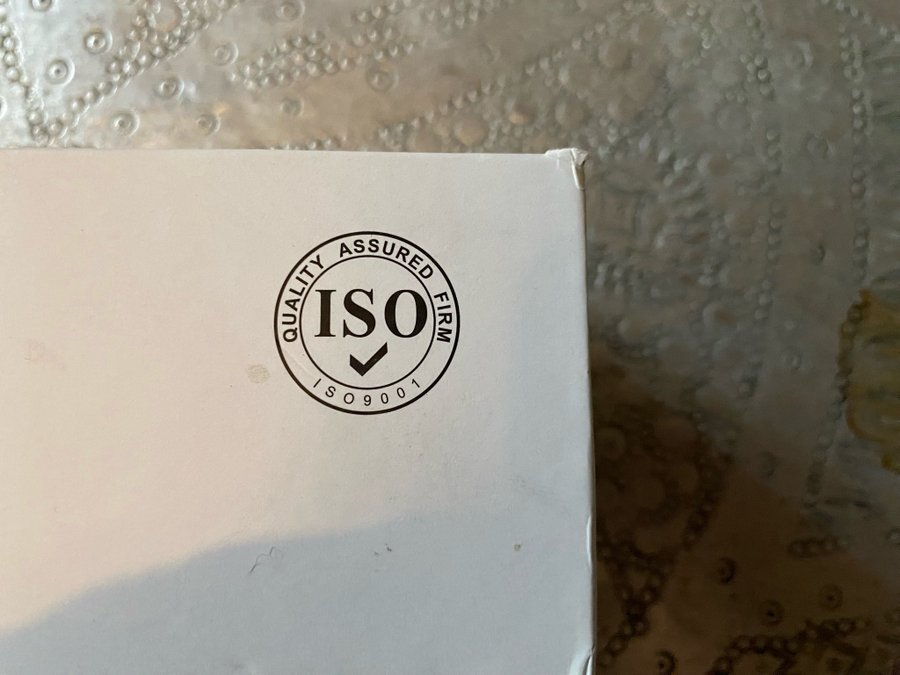 QUALITY ASSURED FIRM
ISO
ISO9001